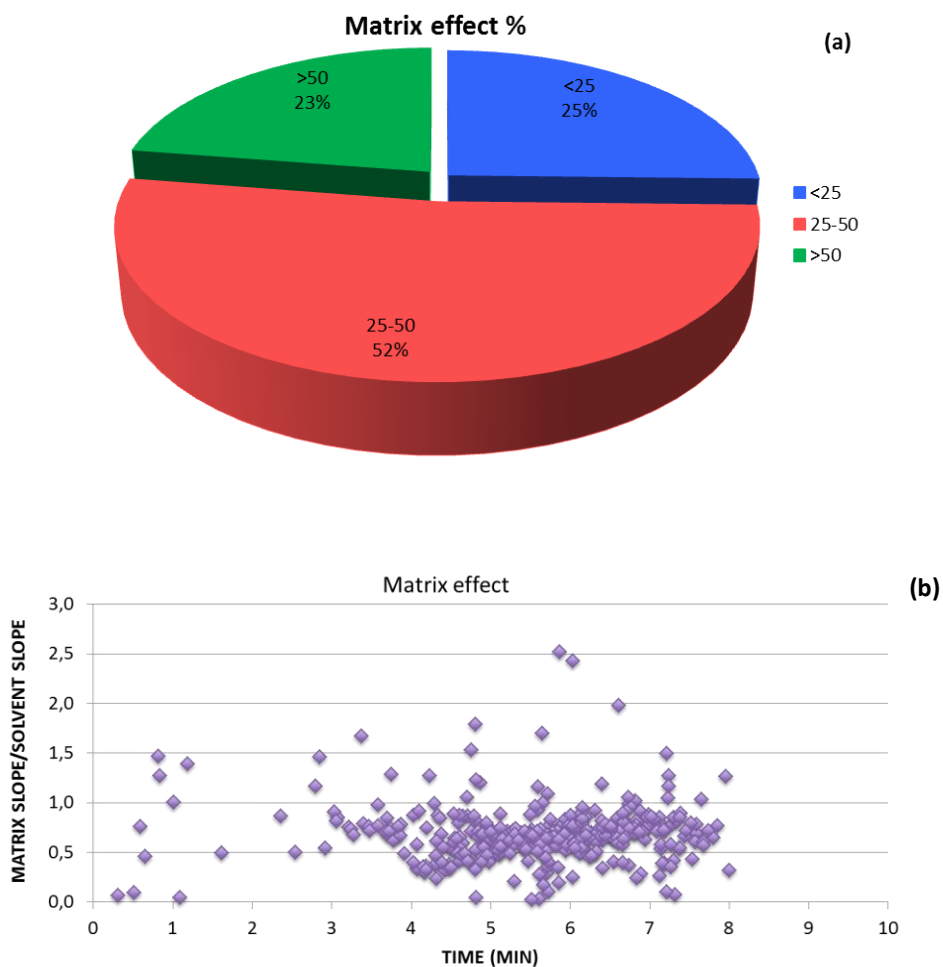 Matrix effect %
(a)
>50
23%
<25
25%
25-50
52%
<25
25-50
>50
Matrix effect
(b)
MATRIX SLOPE/SOLVENT SLOPE
3,0
2,5
2,0
1,5
1,0
0,5
0,0
0 1 2 3 4 5 6 7 8 9 10
TIME (MIN)